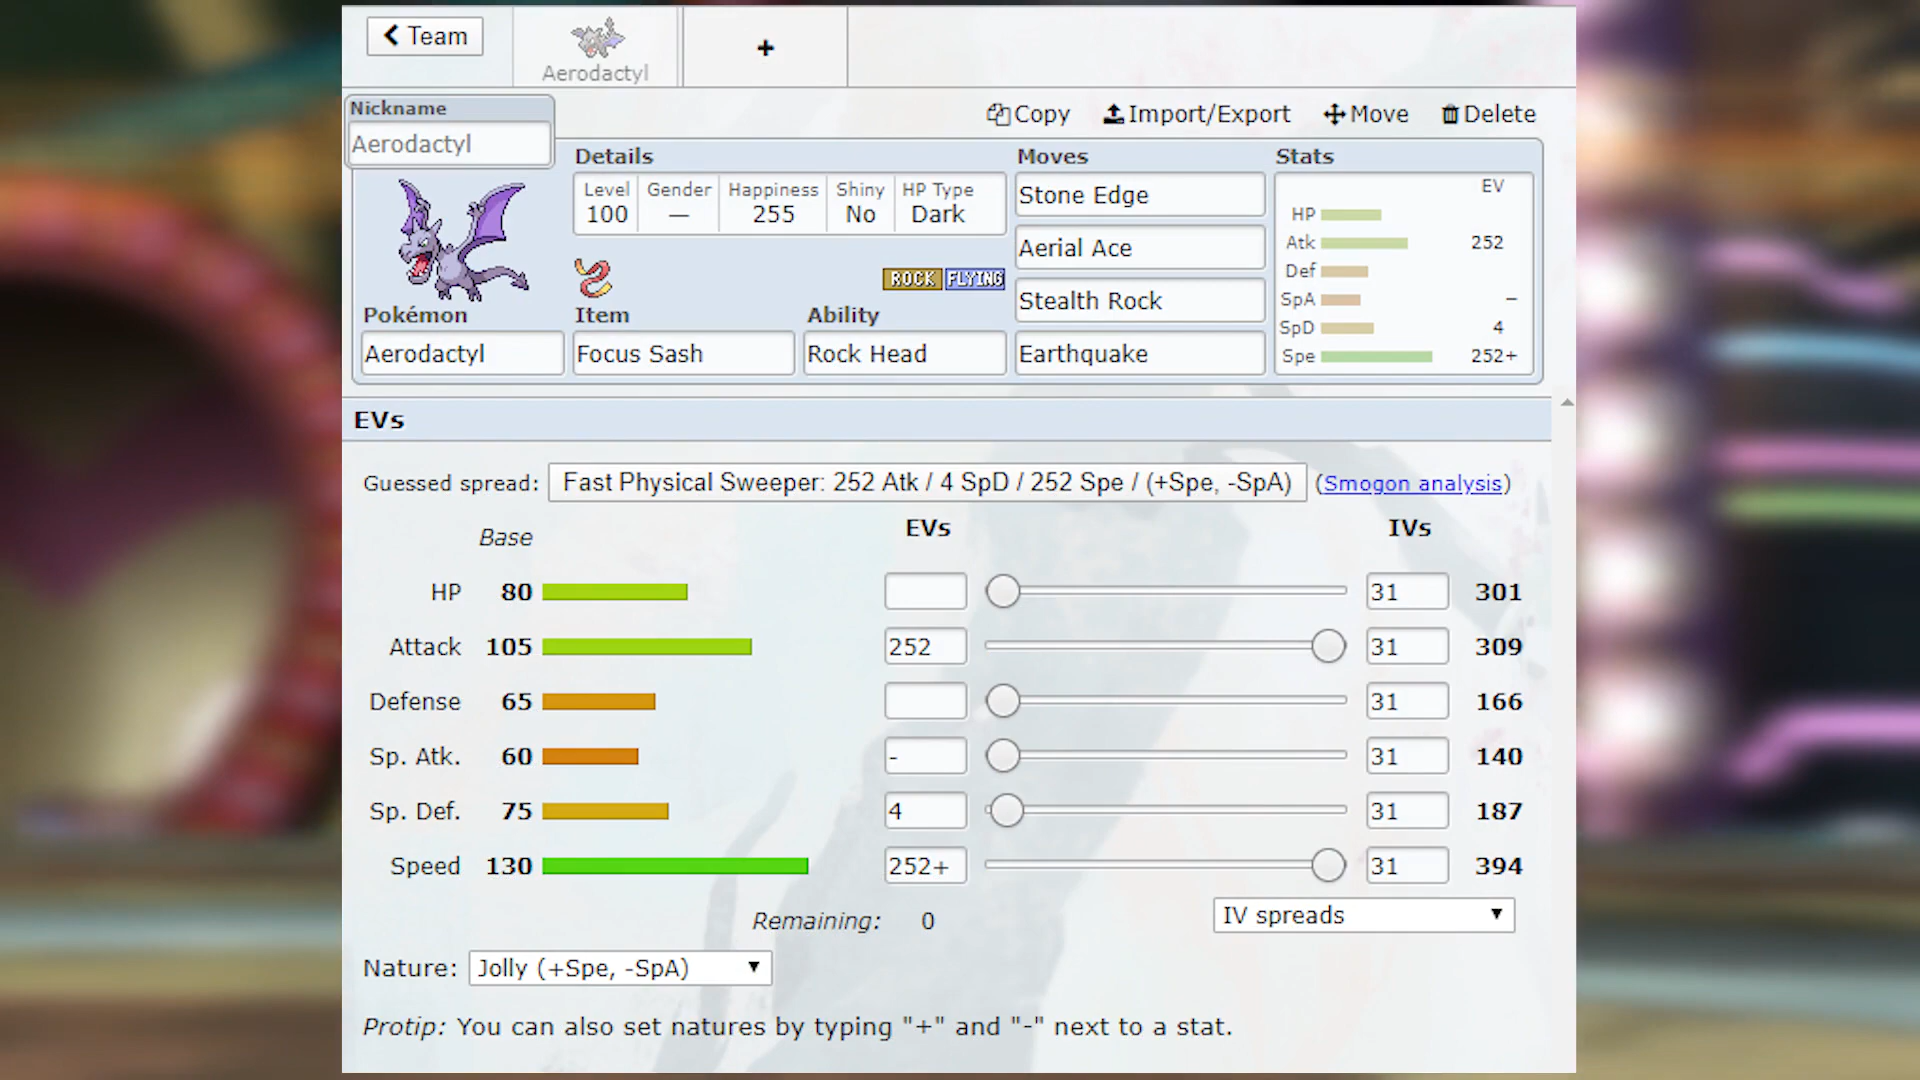 Team
Aerodactyl
+
Nickname
Aerodactyl
Copy Import/Export Move Delete
Details
Level Gender Happiness Shiny HP Type
100 — 255 No Dark
ROCK FLYING
Pokémon Item Ability
Aerodactyl Focus Sash Rock Head
Moves
Stone Edge
Aerial Ace
Stealth Rock
Earthquake
Stats
EV
HP
Atk 252
Def
SpA –
SpD 4
Spe 252+
EVs
Guessed spread: Fast Physical Sweeper: 252 Atk / 4 SpD / 252 Spe / (+Spe, -SpA) (Smogon analysis)
Base EVs IVs
HP 80 31 301
Attack 105 252 31 309
Defense 65 31 166
Sp. Atk. 60 - 31 140
Sp. Def. 75 4 31 187
Speed 130 252+ 31 394
Remaining: 0 IV spreads
Nature: Jolly (+Spe, -SpA)
Protip: You can also set natures by typing "+" and "-" next to a stat.